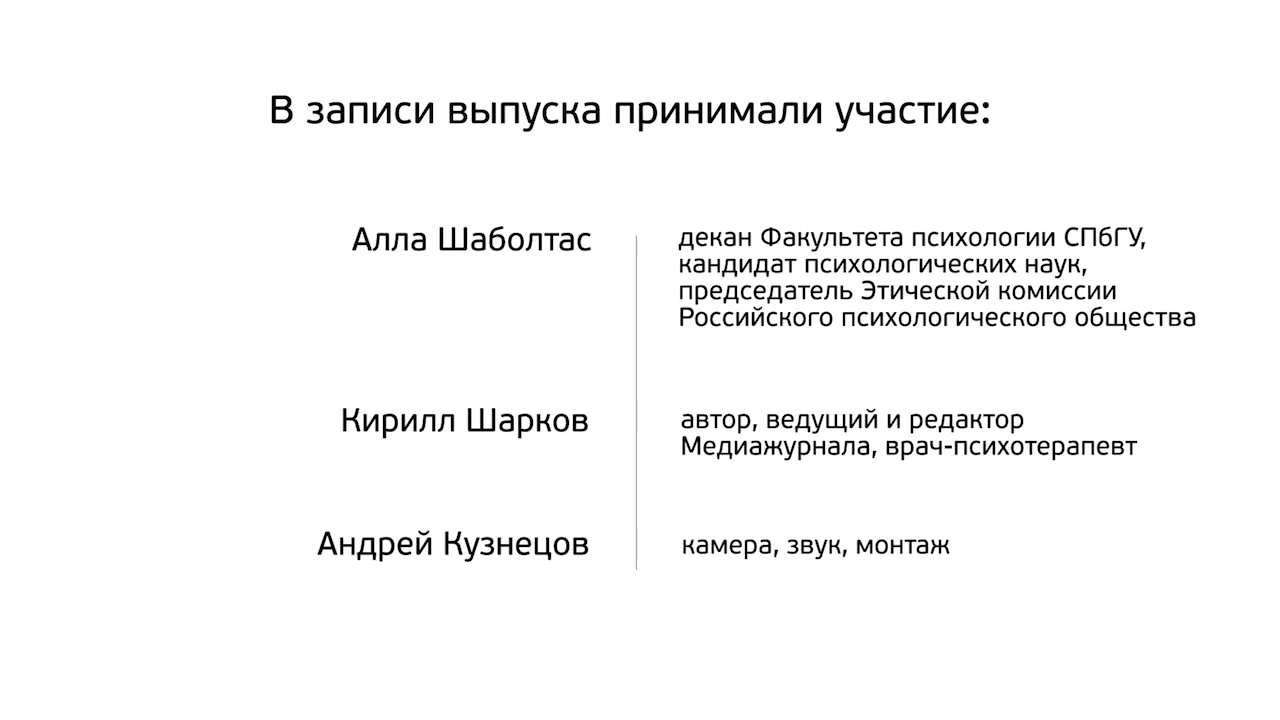 В записи выпуска принимали участие:
Алла Шаболтас
декан Факультета психологии СПбГУ,
кандидат психологических наук,
председатель Этической комиссии
Российского психологического общества
Кирилл Шарков
автор, ведущий и редактор
Медиажурнала, врач-психотерапевт
Андрей Кузнецов
камера, звук, монтаж